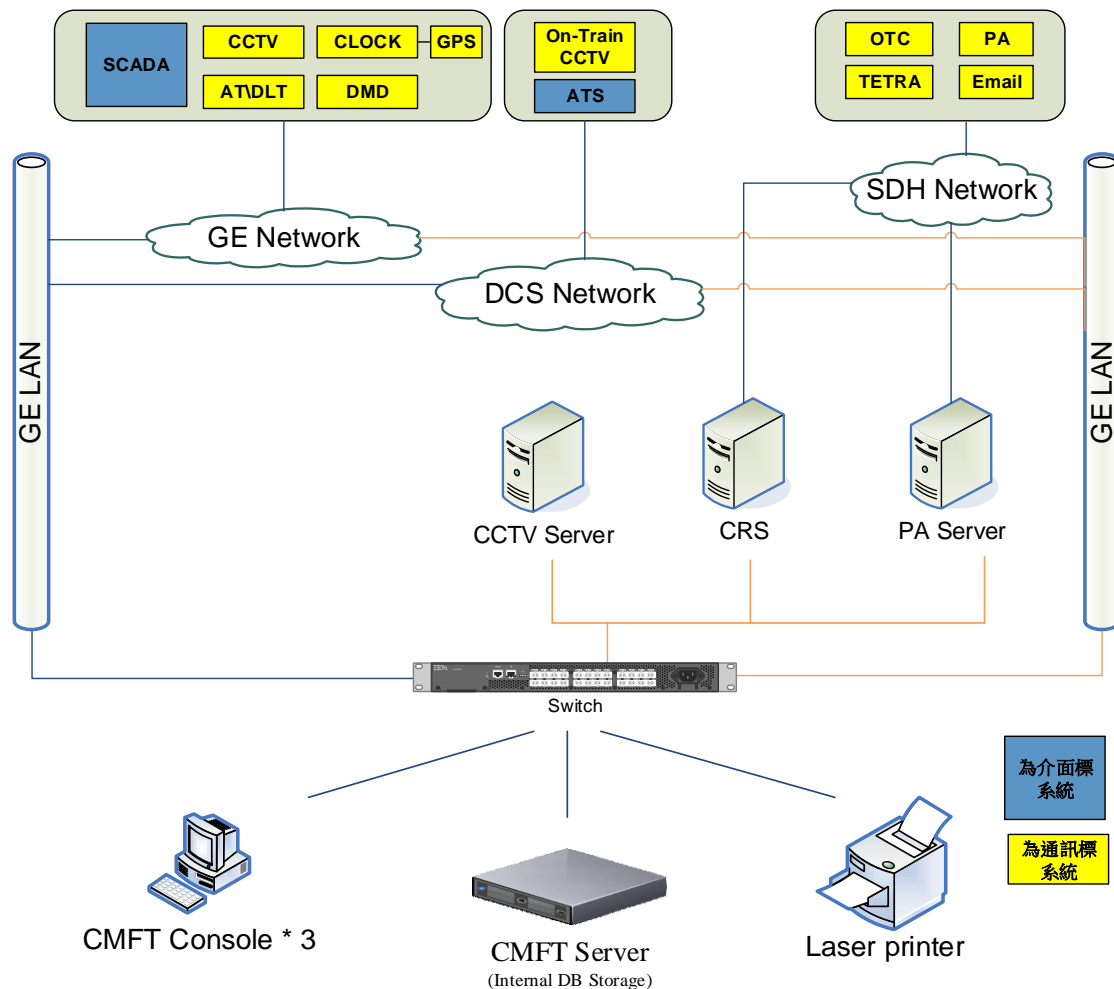 SCADA
CCTV
CLOCK
GPS
AT\DLT
DMD
On-Train
CCTV
ATS
OTC
PA
TETRA
Email
SDH Network
GE Network
DCS Network
GE LAN
GE LAN
CCTV Server
CRS
PA Server
Switch
為介面標
系統
為通訊標
系統
CMFT Console * 3
CMFT Server
(Internal DB Storage)
Laser printer